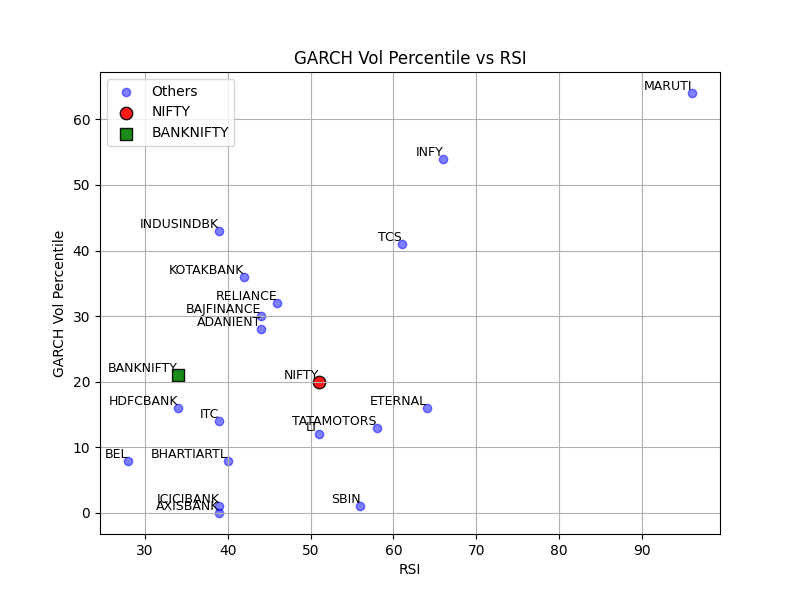 GARCH Vol Percentile vs RSI
Others
NIFTY
BANKNIFTY
MARUTI
INFY
INDUSINDBK
TCS
KOTAKBANK
RELIANCE
BAJFINANCE
ADANIENT
BANKNIFTY
NIFTY
HDFCBANK
ETERNAL
ITC
TATAMOTORS
LT
BEL
BHARTIARTL
ICICIBANK
SBIN
AXISBANK
60
50
40
30
20
10
0
GARCH Vol Percentile
30 40 50 60 70 80 90
RSI